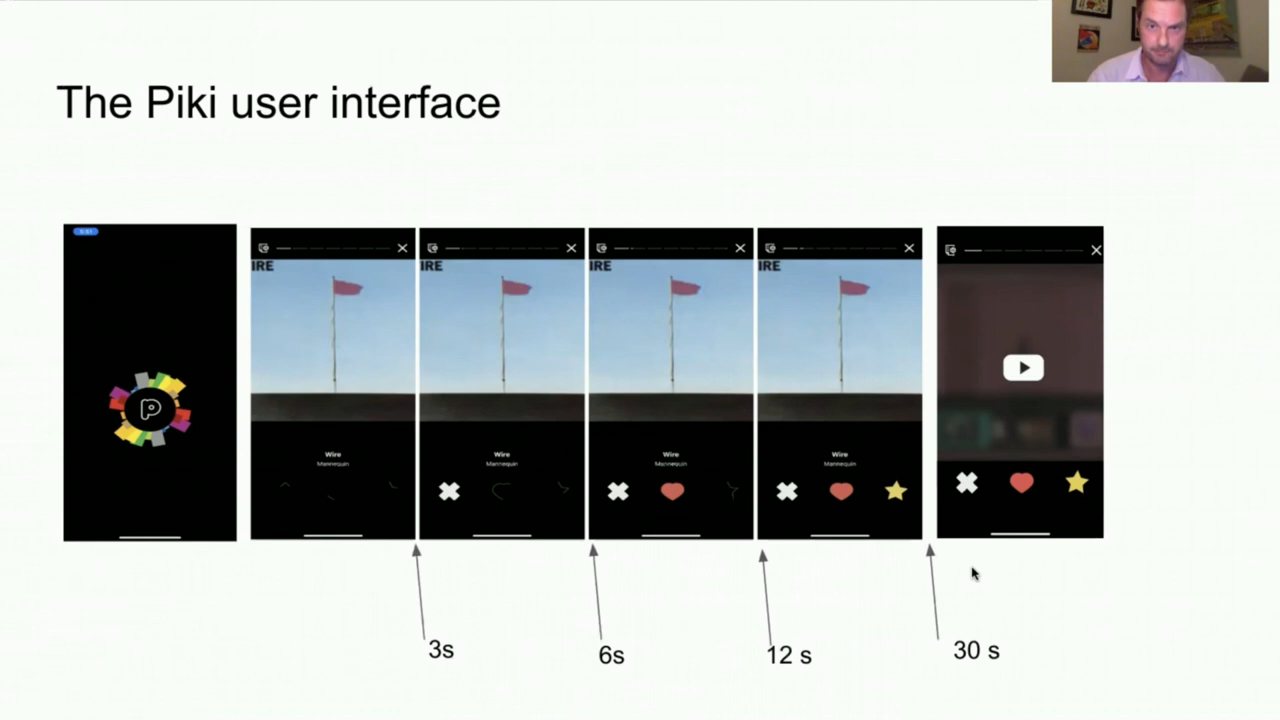 The Piki user interface
IRE
IRE
IRE
IRE
Wire
Mannequin
Wire
Mannequin
Wire
Mannequin
Wire
Mannequin
3s
6s
12 s
30 s